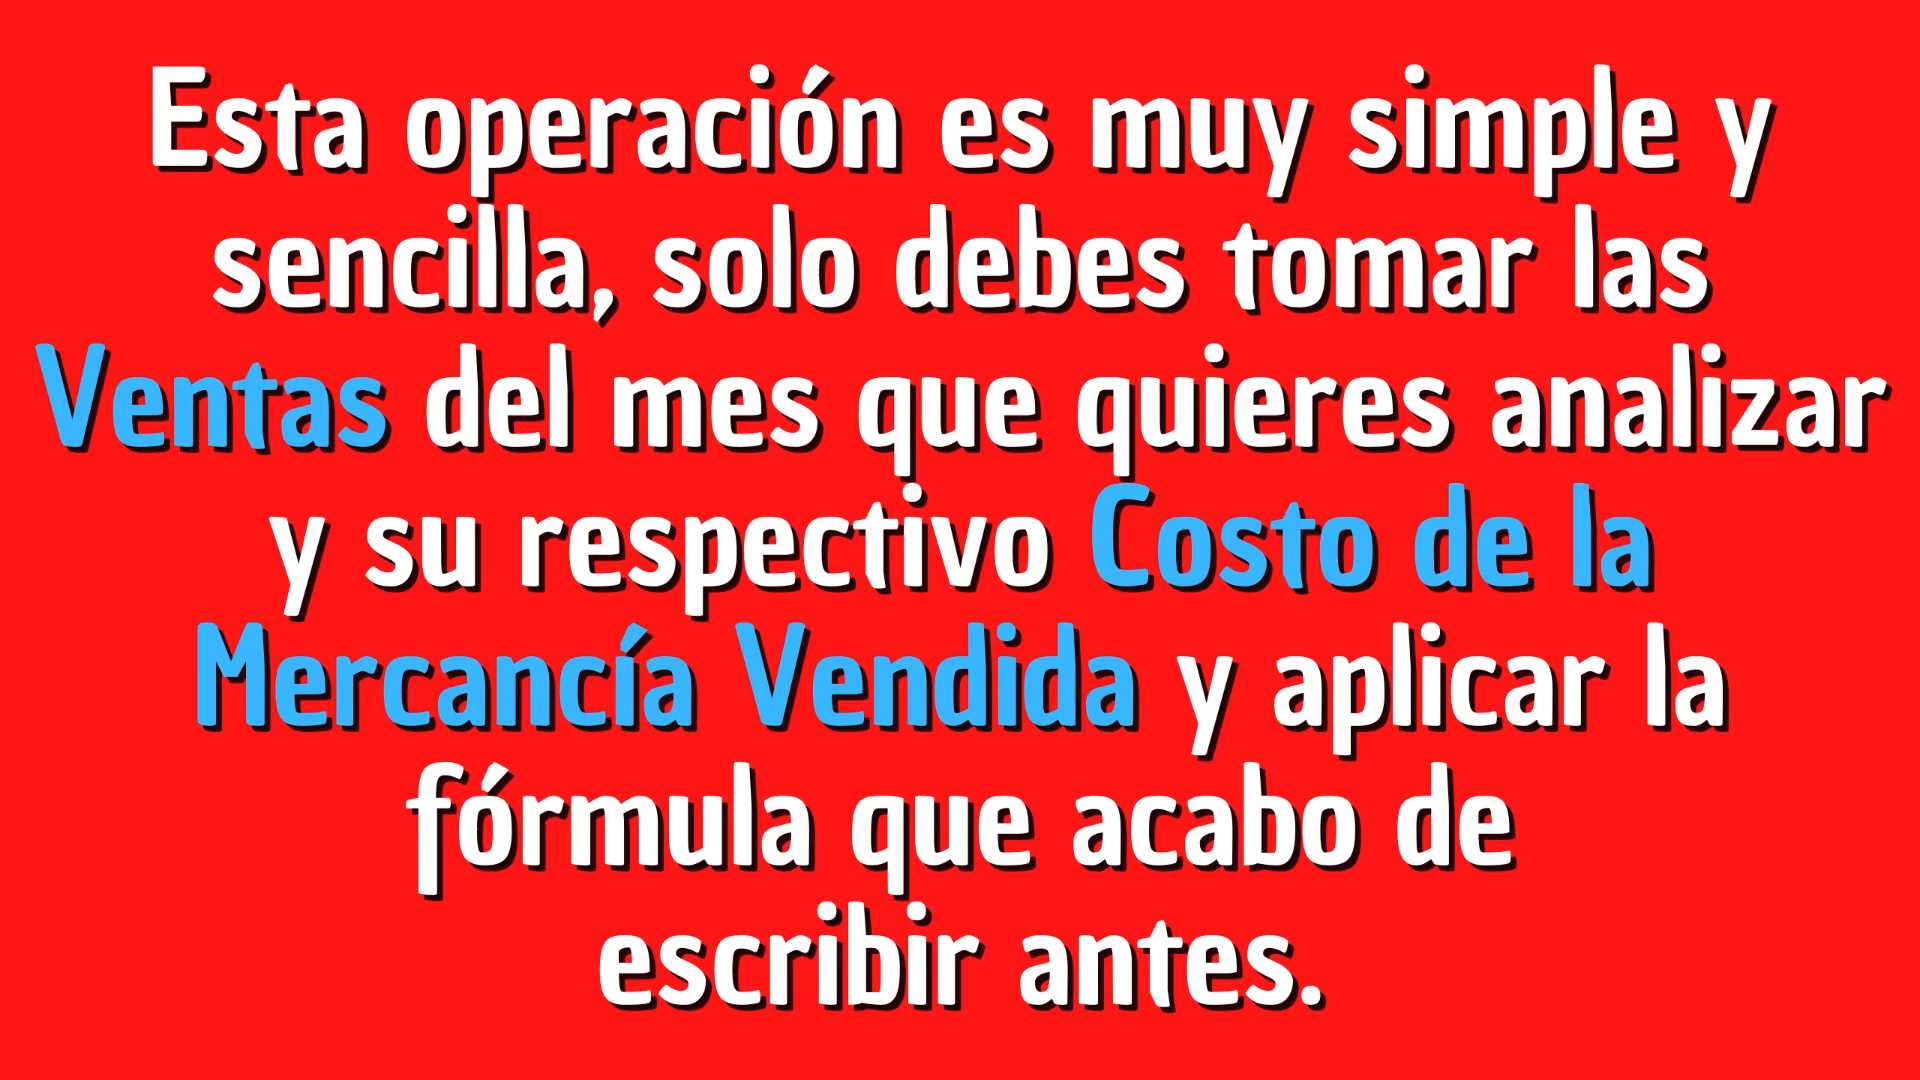 Esta operación es muy simple y
sencilla, solo debes tomar las
Ventas del mes que quieres analizar
y su respectivo Costo de la
Mercancía Vendida y aplicar la
fórmula que acabo de
escribir antes.